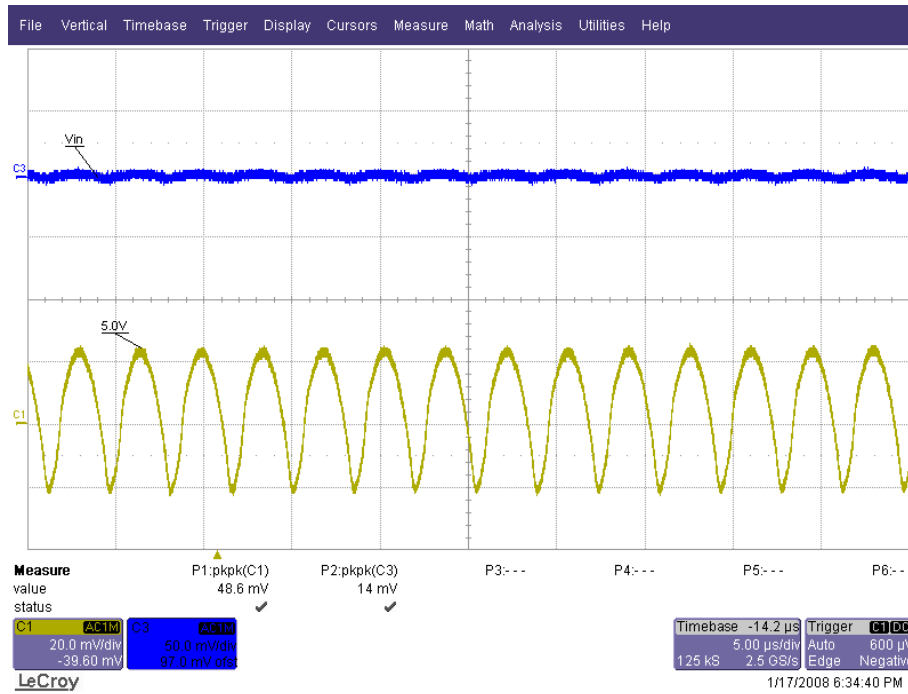 File Vertical Timebase Trigger Display Cursors Measure Math Analysis Utilities Help
Vin
C3
5.0V
C1
Measure P1:pkpk(C1) P2:pkpk(C3) P3:- - - P4:- - - P5:- - - P6:- -
value 48.6 mV 14 mV
status ✔ ✔
C1 AC1M C3 AC1M Timebase -14.2 µs Trigger C1 DC
20.0 mV/div 50.0 mV/div 5.00 µs/div Auto 600 µV
-39.60 mV 97.0 mV ofst 125 kS 2.5 GS/s Edge Negative
LeCroy 1/17/2008 6:34:40 PM